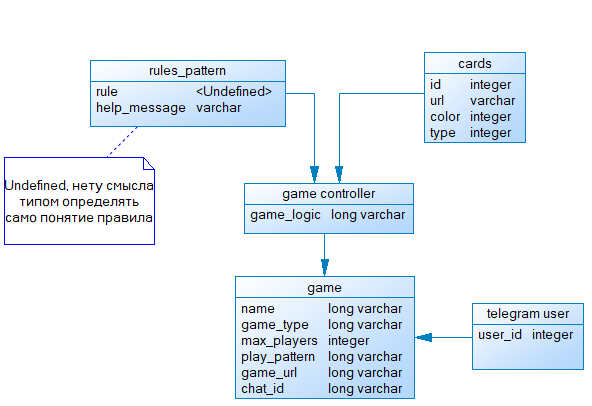 rules_pattern
rule <Undefined>
help_message varchar
cards
id integer
url varchar
color integer
type integer
Undefined, нету смысла
типом определять
само понятие правила
game controller
game_logic long varchar
game
name long varchar
game_type long varchar
max_players integer
play_pattern long varchar
game_url long varchar
chat_id long varchar
telegram user
user_id integer